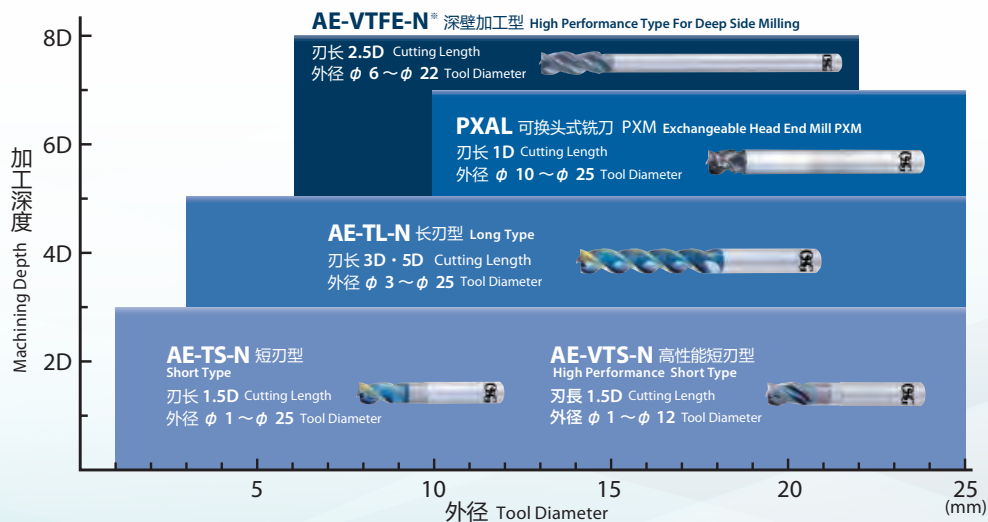 AE-VTFE-N※ 深壁加工型 High Performance Type For Deep Side Milling
刃长 2.5D Cutting Length
外径 φ 6～φ 22 Tool Diameter
PXAL 可换头式铣刀 PXM Exchangeable Head End Mill PXM
刃长 1D Cutting Length
外径 φ 10～φ 25 Tool Diameter
AE-TL-N 长刃型 Long Type
刃长 3D・5D Cutting Length
外径 φ 3～φ 25 Tool Diameter
AE-TS-N 短刃型
Short Type
刃长 1.5D Cutting Length
外径 φ 1～φ 25 Tool Diameter
AE-VTS-N 高性能短刃型
High Performance Short Type
刃長 1.5D Cutting Length
外径 φ 1～φ 12 Tool Diameter
OSG
OSG
OSG
OSG
OSG
加工深度 Machining Depth
8D
6D
4D
2D
5 10 15 20 25
(mm)
外径 Tool Diameter